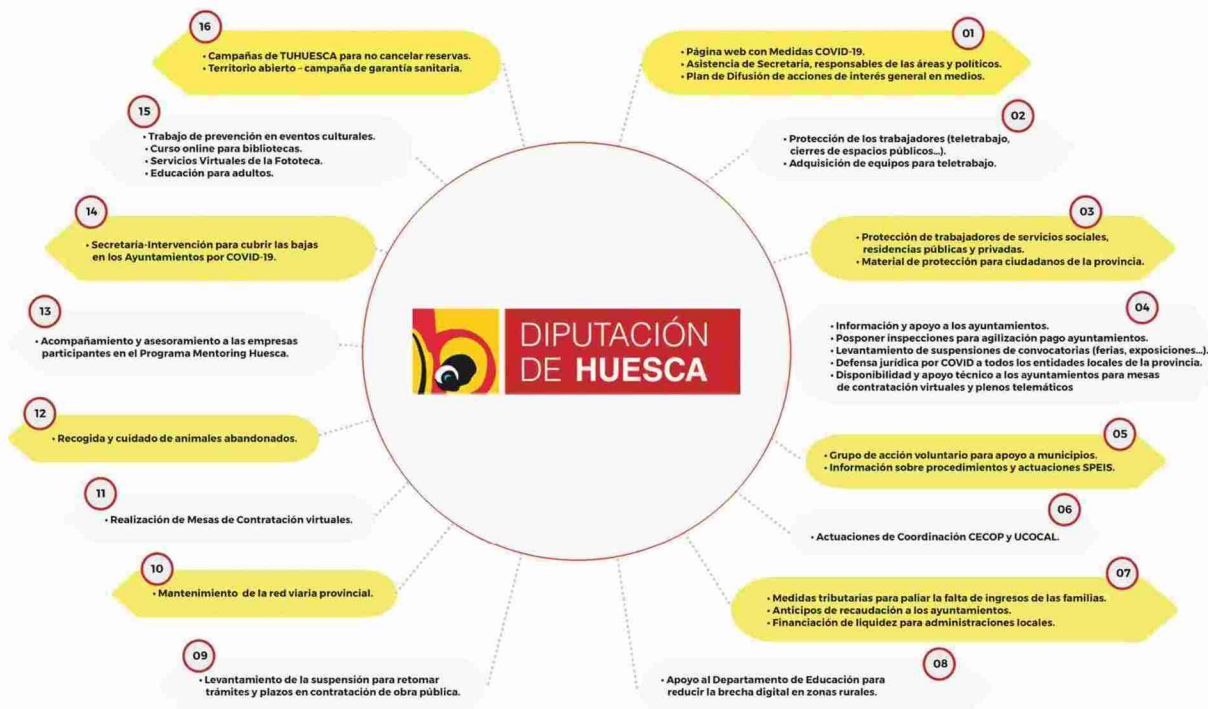 01
• Página web con Medidas COVID-19.
• Asistencia de Secretaría, responsables de las áreas y políticos.
• Plan de Difusión de acciones de interés general en medios.
02
• Protección de los trabajadores (teletrabajo,
cierres de espacios públicos...).
• Adquisición de equipos para teletrabajo.
03
• Protección de trabajadores de servicios sociales,
residencias públicas y privadas.
• Material de protección para ciudadanos de la provincia.
04
• Información y apoyo a los ayuntamientos.
• Posponer inspecciones para agilización pago ayuntamientos.
• Levantamiento de suspensiones de convocatorias (ferias, exposiciones...).
• Defensa jurídica por COVID a todos los entidades locales de la provincia.
• Disponibilidad y apoyo técnico a los ayuntamientos para mesas
de contratación virtuales y plenos telemáticos
05
• Grupo de acción voluntario para apoyo a municipios.
• Información sobre procedimientos y actuaciones SPEIS.
06
• Actuaciones de Coordinación CECOP y UCOCAL.
07
• Medidas tributarias para paliar la falta de ingresos de las familias.
• Anticipos de recaudación a los ayuntamientos.
• Financiación de liquidez para administraciones locales.
08
• Apoyo al Departamento de Educación para
reducir la brecha digital en zonas rurales.
09
• Levantamiento de la suspensión para retomar
trámites y plazos en contratación de obra pública.
10
• Mantenimiento de la red viaria provincial.
11
• Realización de Mesas de Contratación virtuales.
12
• Recogida y cuidado de animales abandonados.
13
• Acompañamiento y asesoramiento a las empresas
participantes en el Programa Mentoring Huesca.
14
• Secretaría-Intervención para cubrir las bajas
en los Ayuntamientos por COVID-19.
15
• Trabajo de prevención en eventos culturales.
• Curso online para bibliotecas.
• Servicios Virtuales de la Fototeca.
• Educación para adultos.
16
• Campañas de TUHUESCA para no cancelar reservas.
• Territorio abierto – campaña de garantía sanitaria.
DIPUTACIÓN
DE HUESCA